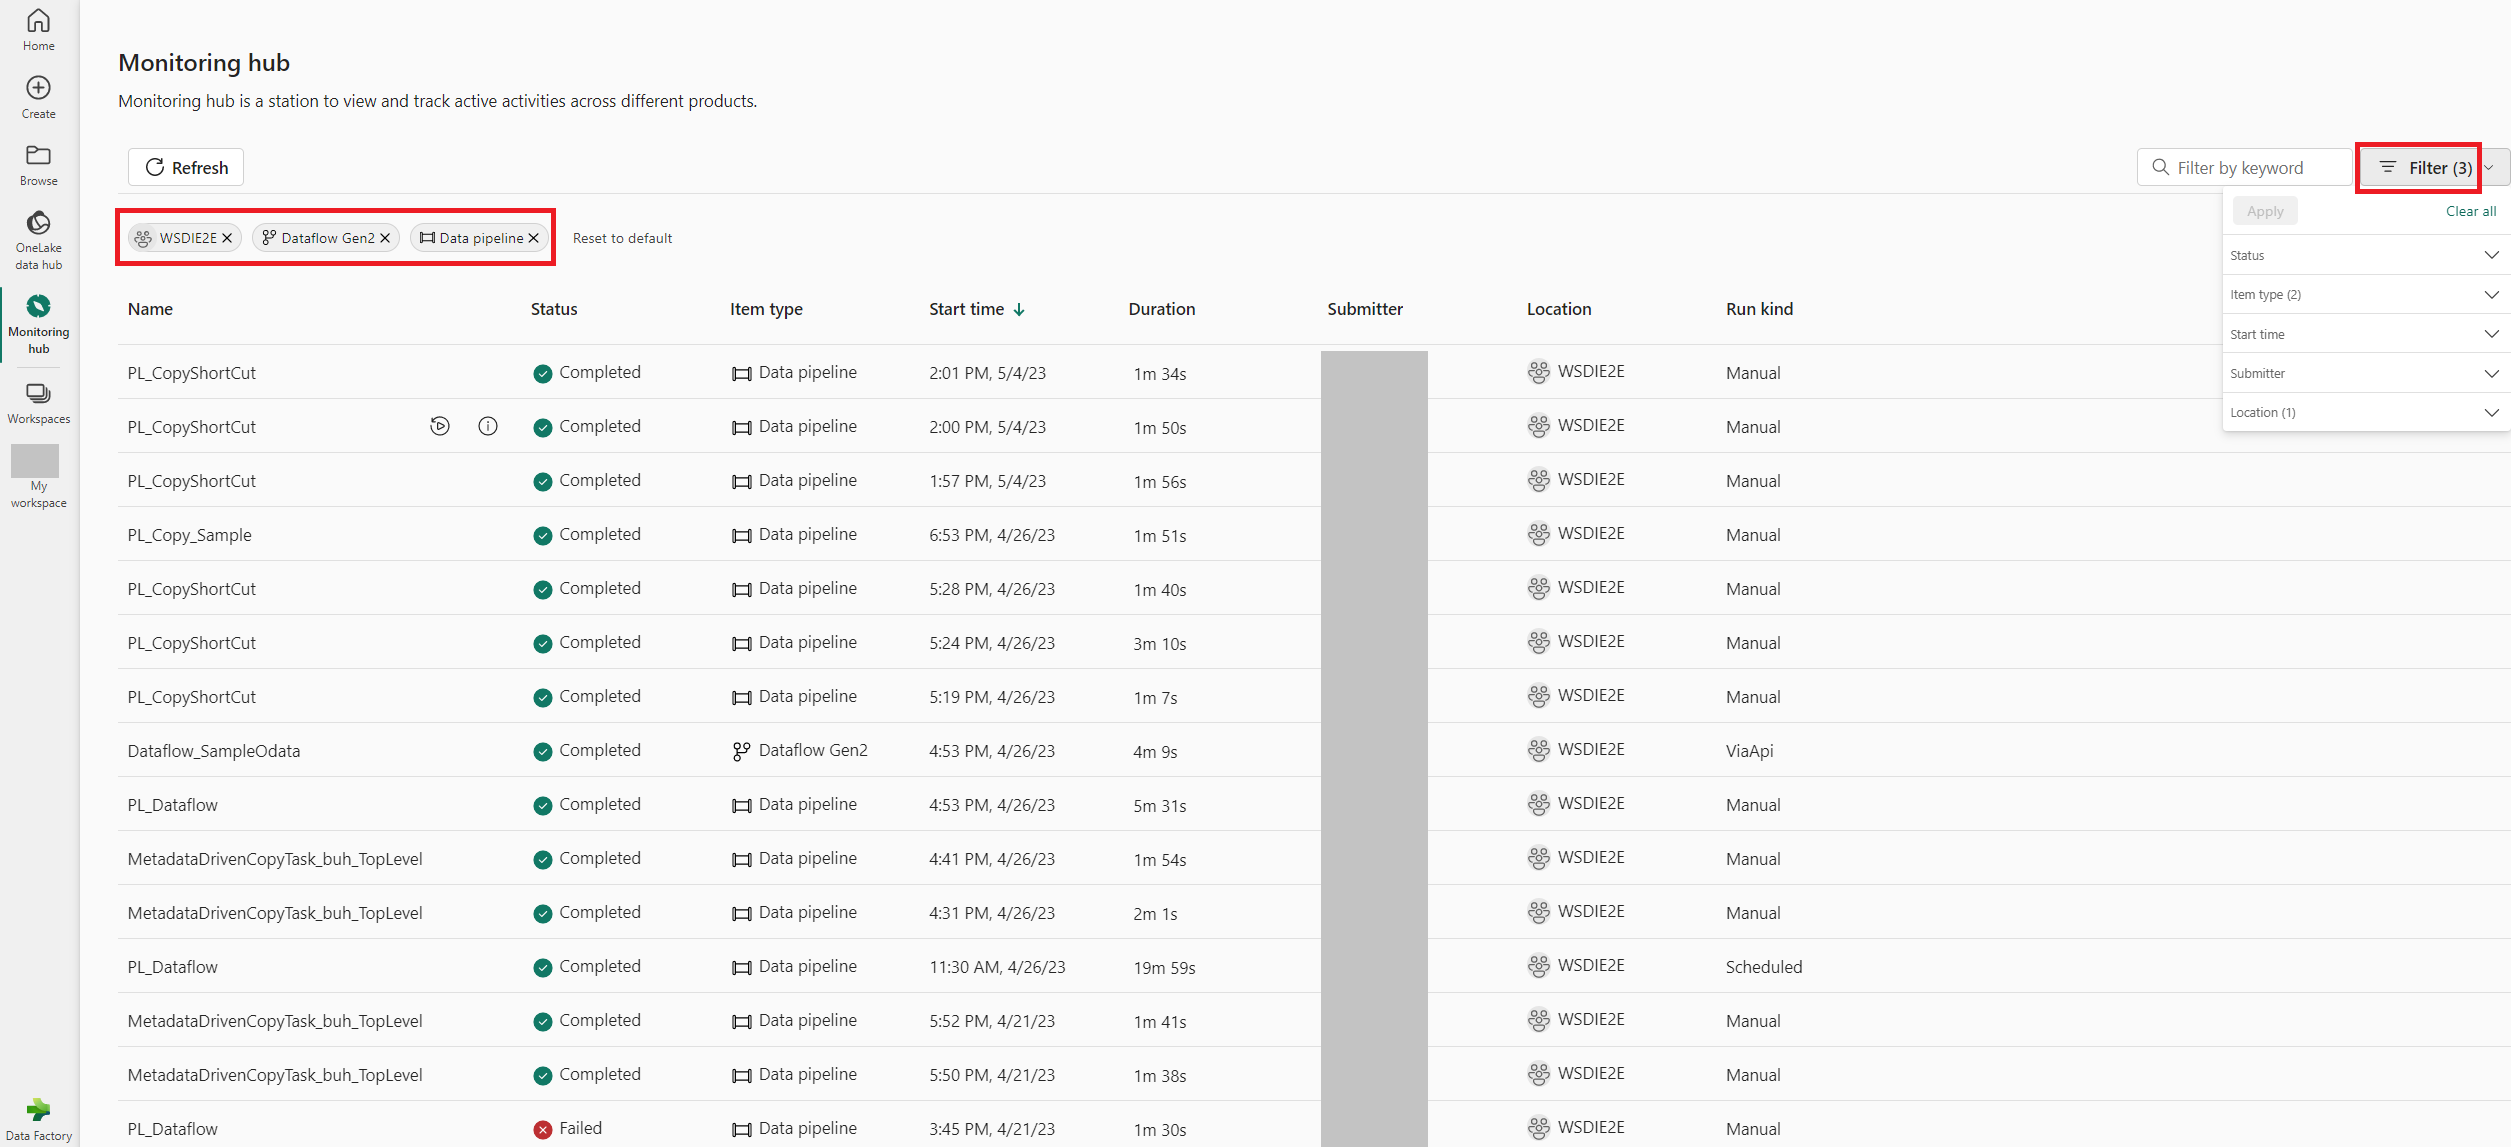 Home
Create
Browse
OneLake
data hub
Monitoring
hub
Workspaces
My
workspace
Data Factory
Monitoring hub
Monitoring hub is a station to view and track active activities across different products.
Refresh
Filter by keyword
Filter (3)
WSDIE2E
Dataflow Gen2
Data pipeline
Reset to default
Apply
Clear all
Status
Item type (2)
Start time
Submitter
Location (1)
Name Status Item type Start time Duration Submitter Location Run kind
PL_CopyShortCut Completed Data pipeline 2:01 PM, 5/4/23 1m 34s WSDIE2E Manual
PL_CopyShortCut Completed Data pipeline 2:00 PM, 5/4/23 1m 50s WSDIE2E Manual
PL_CopyShortCut Completed Data pipeline 1:57 PM, 5/4/23 1m 56s WSDIE2E Manual
PL_Copy_Sample Completed Data pipeline 6:53 PM, 4/26/23 1m 51s WSDIE2E Manual
PL_CopyShortCut Completed Data pipeline 5:28 PM, 4/26/23 1m 40s WSDIE2E Manual
PL_CopyShortCut Completed Data pipeline 5:24 PM, 4/26/23 3m 10s WSDIE2E Manual
PL_CopyShortCut Completed Data pipeline 5:19 PM, 4/26/23 1m 7s WSDIE2E Manual
Dataflow_SampleOdata Completed Dataflow Gen2 4:53 PM, 4/26/23 4m 9s WSDIE2E ViaApi
PL_Dataflow Completed Data pipeline 4:53 PM, 4/26/23 5m 31s WSDIE2E Manual
MetadataDrivenCopyTask_buh_TopLevel Completed Data pipeline 4:41 PM, 4/26/23 1m 54s WSDIE2E Manual
MetadataDrivenCopyTask_buh_TopLevel Completed Data pipeline 4:31 PM, 4/26/23 2m 1s WSDIE2E Manual
PL_Dataflow Completed Data pipeline 11:30 AM, 4/26/23 19m 59s WSDIE2E Scheduled
MetadataDrivenCopyTask_buh_TopLevel Completed Data pipeline 5:52 PM, 4/21/23 1m 41s WSDIE2E Manual
MetadataDrivenCopyTask_buh_TopLevel Completed Data pipeline 5:50 PM, 4/21/23 1m 38s WSDIE2E Manual
PL_Dataflow Failed Data pipeline 3:45 PM, 4/21/23 1m 30s WSDIE2E Manual